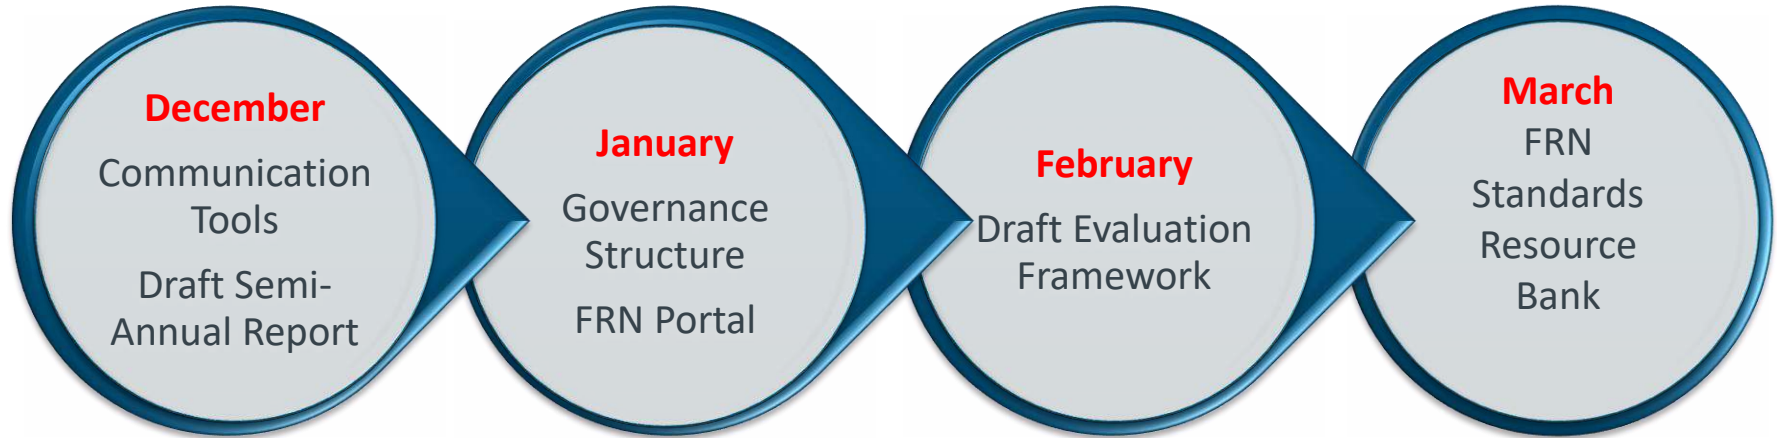 December
Communication
Tools
Draft Semi-
Annual Report
January
Governance
Structure
FRN Portal
February
Draft Evaluation
Framework
March
FRN
Standards
Resource
Bank